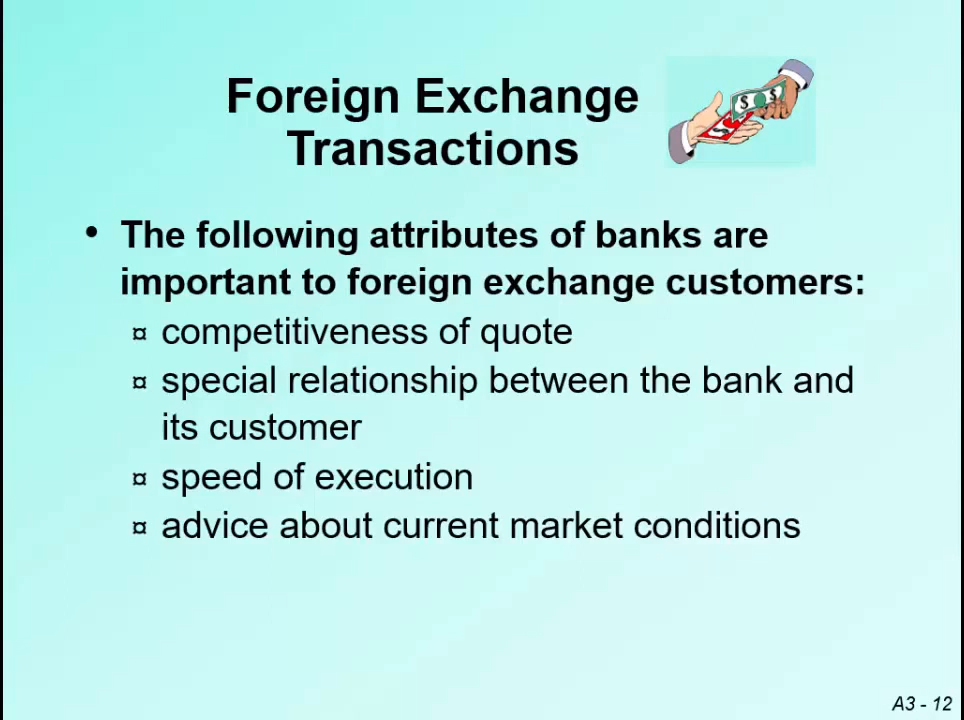 Foreign Exchange
Transactions
• The following attributes of banks are
important to foreign exchange customers:
¤ competitiveness of quote
¤ special relationship between the bank and
its customer
¤ speed of execution
¤ advice about current market conditions
A3 - 12